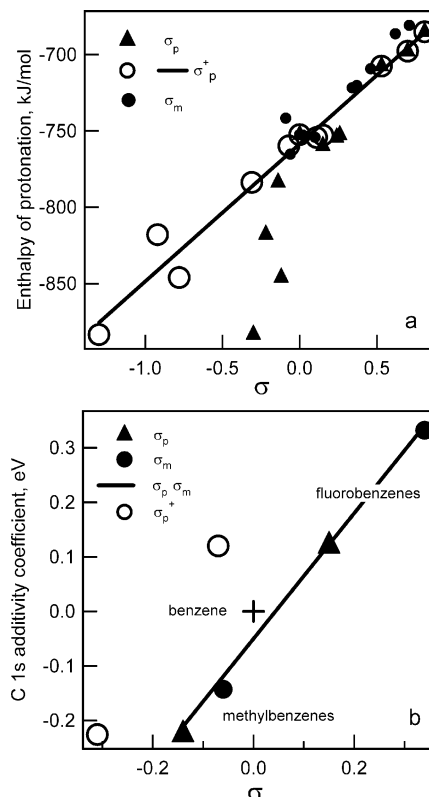 σp
σ+p
σm
-700
-750
-800
-850
Enthalpy of protonation, kJ/mol
a
-1.0 -0.5 0.0 0.5
σ
σp
σm
σp σm
σp+
0.3
0.2
0.1
0.0
-0.1
-0.2
C 1s additivity coefficient, eV
fluorobenzenes
benzene
methylbenzenes
b
-0.2 0.0 0.2
σ